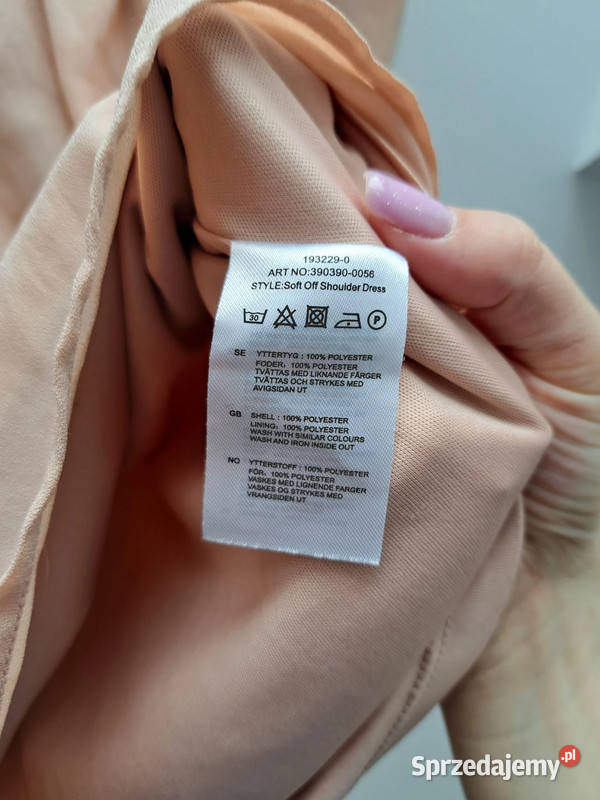 193229-0
ART NO:390390-0056
STYLE:Soft Off Shoulder Dress
30 P
SE YTTERTYG : 100% POLYESTER
FODER: 100% POLYESTER
TVÄTTAS MED LIKNANDE FÄRGER
TVÄTTAS OCH STRYKES MED
AVIGSIDAN UT
GB SHELL : 100% POLYESTER
LINING: 100% POLYESTER
WASH WITH SIMILAR COLOURS
WASH AND IRON INSIDE OUT
NO YTTERSTOFF : 100% POLYESTER
FÔR: 100% POLYESTER
VASKES MED LIGNENDE FARGER
VASKES OG STRYKES MED
VRANGSIDEN UT
Sprzedajemy.pl